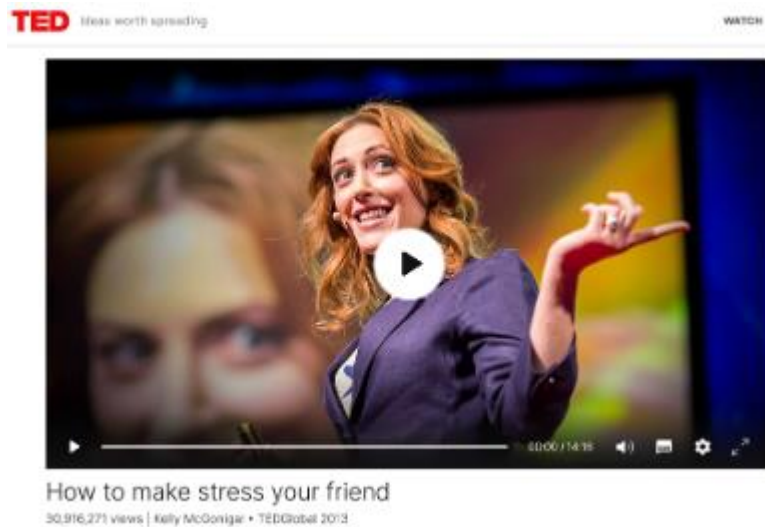 TED Ideas worth spreading WATCH
00:00 / 14:16
How to make stress your friend
30,916,271 views | Kelly McGonigal • TEDGlobal 2013